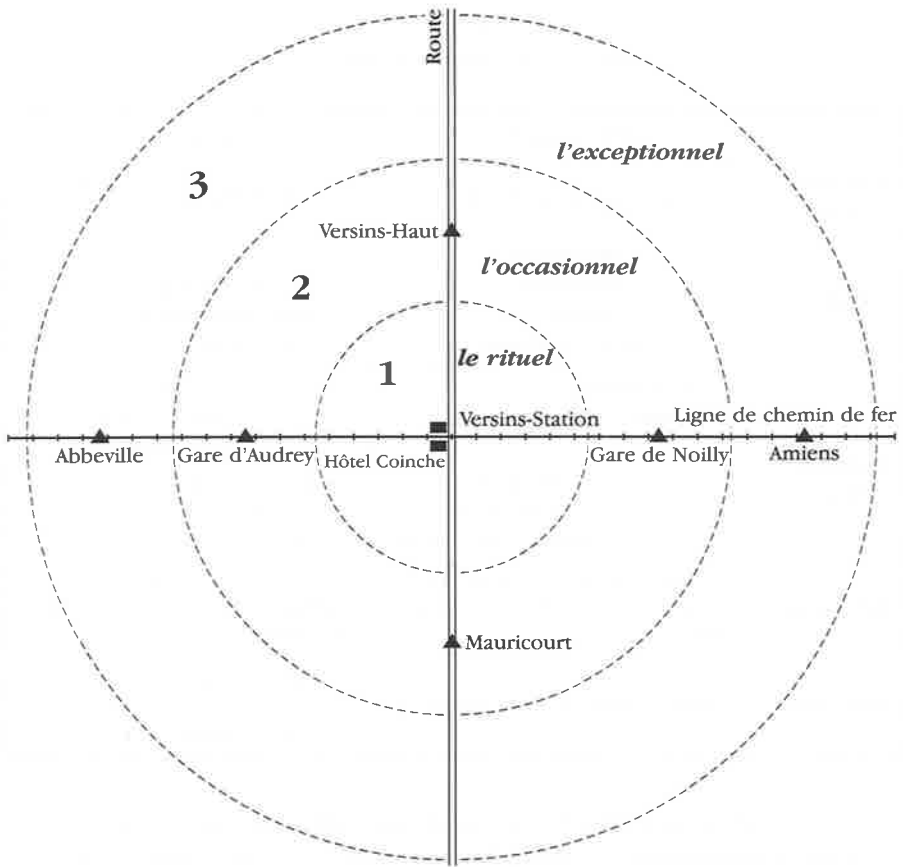 Route
l'exceptionnel
3
Versins-Haut
l'occasionnel
2
le rituel
1
Versins-Station
Ligne de chemin de fer
Abbeville
Gare d'Audrey
Hôtel Coinche
Gare de Noilly
Amiens
Mauricourt